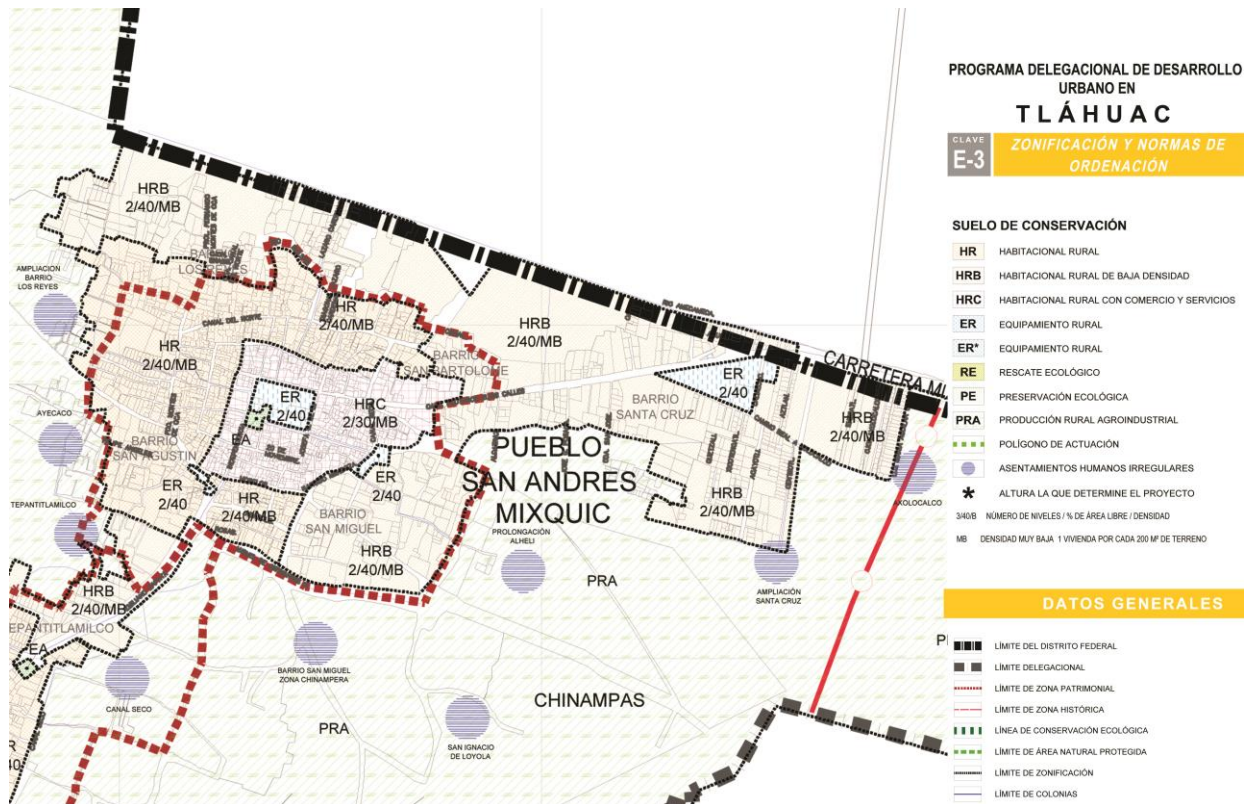 PROGRAMA DELEGACIONAL DE DESARROLLO
URBANO EN
TLÁHUAC
CLAVE
E-3
ZONIFICACIÓN Y NORMAS DE
ORDENACIÓN
SUELO DE CONSERVACIÓN
HR HABITACIONAL RURAL
HRB HABITACIONAL RURAL DE BAJA DENSIDAD
HRC HABITACIONAL RURAL CON COMERCIO Y SERVICIOS
ER EQUIPAMIENTO RURAL
ER* EQUIPAMIENTO RURAL
RE RESCATE ECOLÓGICO
PE PRESERVACIÓN ECOLÓGICA
PRA PRODUCCIÓN RURAL AGROINDUSTRIAL
POLÍGONO DE ACTUACIÓN
ASENTAMIENTOS HUMANOS IRREGULARES
* ALTURA LA QUE DETERMINE EL PROYECTO
3/40/B NÚMERO DE NIVELES / % DE ÁREA LIBRE / DENSIDAD
MB DENSIDAD MUY BAJA 1 VIVIENDA POR CADA 200 M² DE TERRENO
DATOS GENERALES
LÍMITE DEL DISTRITO FEDERAL
LÍMITE DELEGACIONAL
LÍMITE DE ZONA PATRIMONIAL
LÍMITE DE ZONA HISTÓRICA
LÍNEA DE CONSERVACIÓN ECOLÓGICA
LÍMITE DE ÁREA NATURAL PROTEGIDA
LÍMITE DE ZONIFICACIÓN
LÍMITE DE COLONIAS
HRB
2/40/MB
LOS REYES
AMPLIACION
BARRIO
LOS REYES
CANAL DEL NORTE
HR
2/40/MB
HR
2/40/MB
HRB
2/40/MB
RIO AMECAMECA
CARRETERA MI
BARRIO
SAN BARTOLOME
ER
2/40
ER
2/40
HRC
2/30/MB
BARRIO
SANTA CRUZ
HRB
2/40/MB
AYECACO
EA
BARRIO
SAN AGUSTIN
PUEBLO
SAN ANDRES
MIXQUIC
ER
2/40
ER
2/40
HR
2/40/MB
BARRIO
SAN MIGUEL
HRB
2/40/MB
AXOLOCALCO
TEPANTITLAMILCO
PROLONGACIÓN
ALHELI
HRB
2/40/MB
PRA
AMPLIACIÓN
SANTA CRUZ
HRB
2/40/MB
EPANTITLAMILCO
EA
BARRIO SAN MIGUEL
ZONA CHINAMPERA
CANAL SECO
PRA
CHINAMPAS
SAN IGNACIO
DE LOYOLA